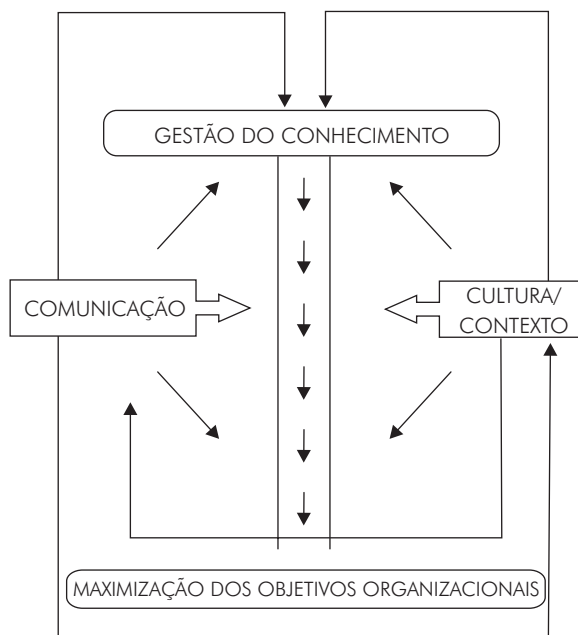 GESTÃO DO CONHECIMENTO
COMUNICAÇÃO
CULTURA/
CONTEXTO
MAXIMIZAÇÃO DOS OBJETIVOS ORGANIZACIONAIS